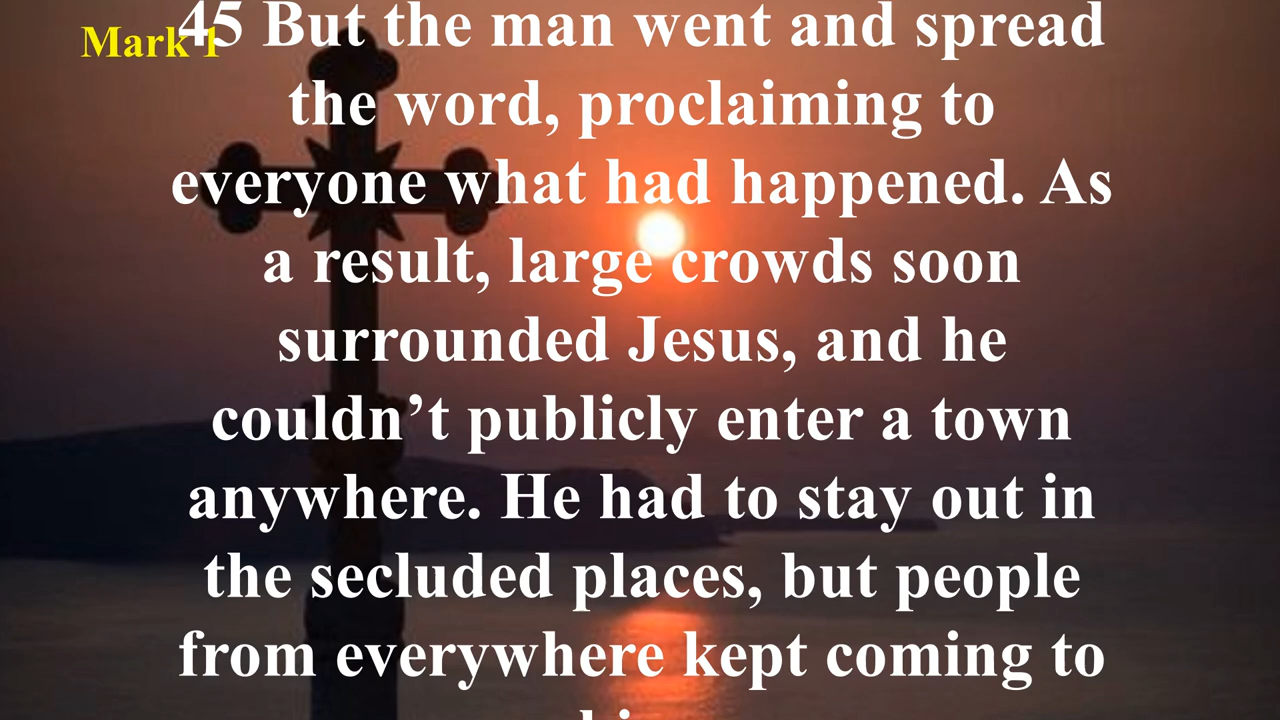 Mark 1
45 But the man went and spread
the word, proclaiming to
everyone what had happened. As
a result, large crowds soon
surrounded Jesus, and he
couldn’t publicly enter a town
anywhere. He had to stay out in
the secluded places, but people
from everywhere kept coming to